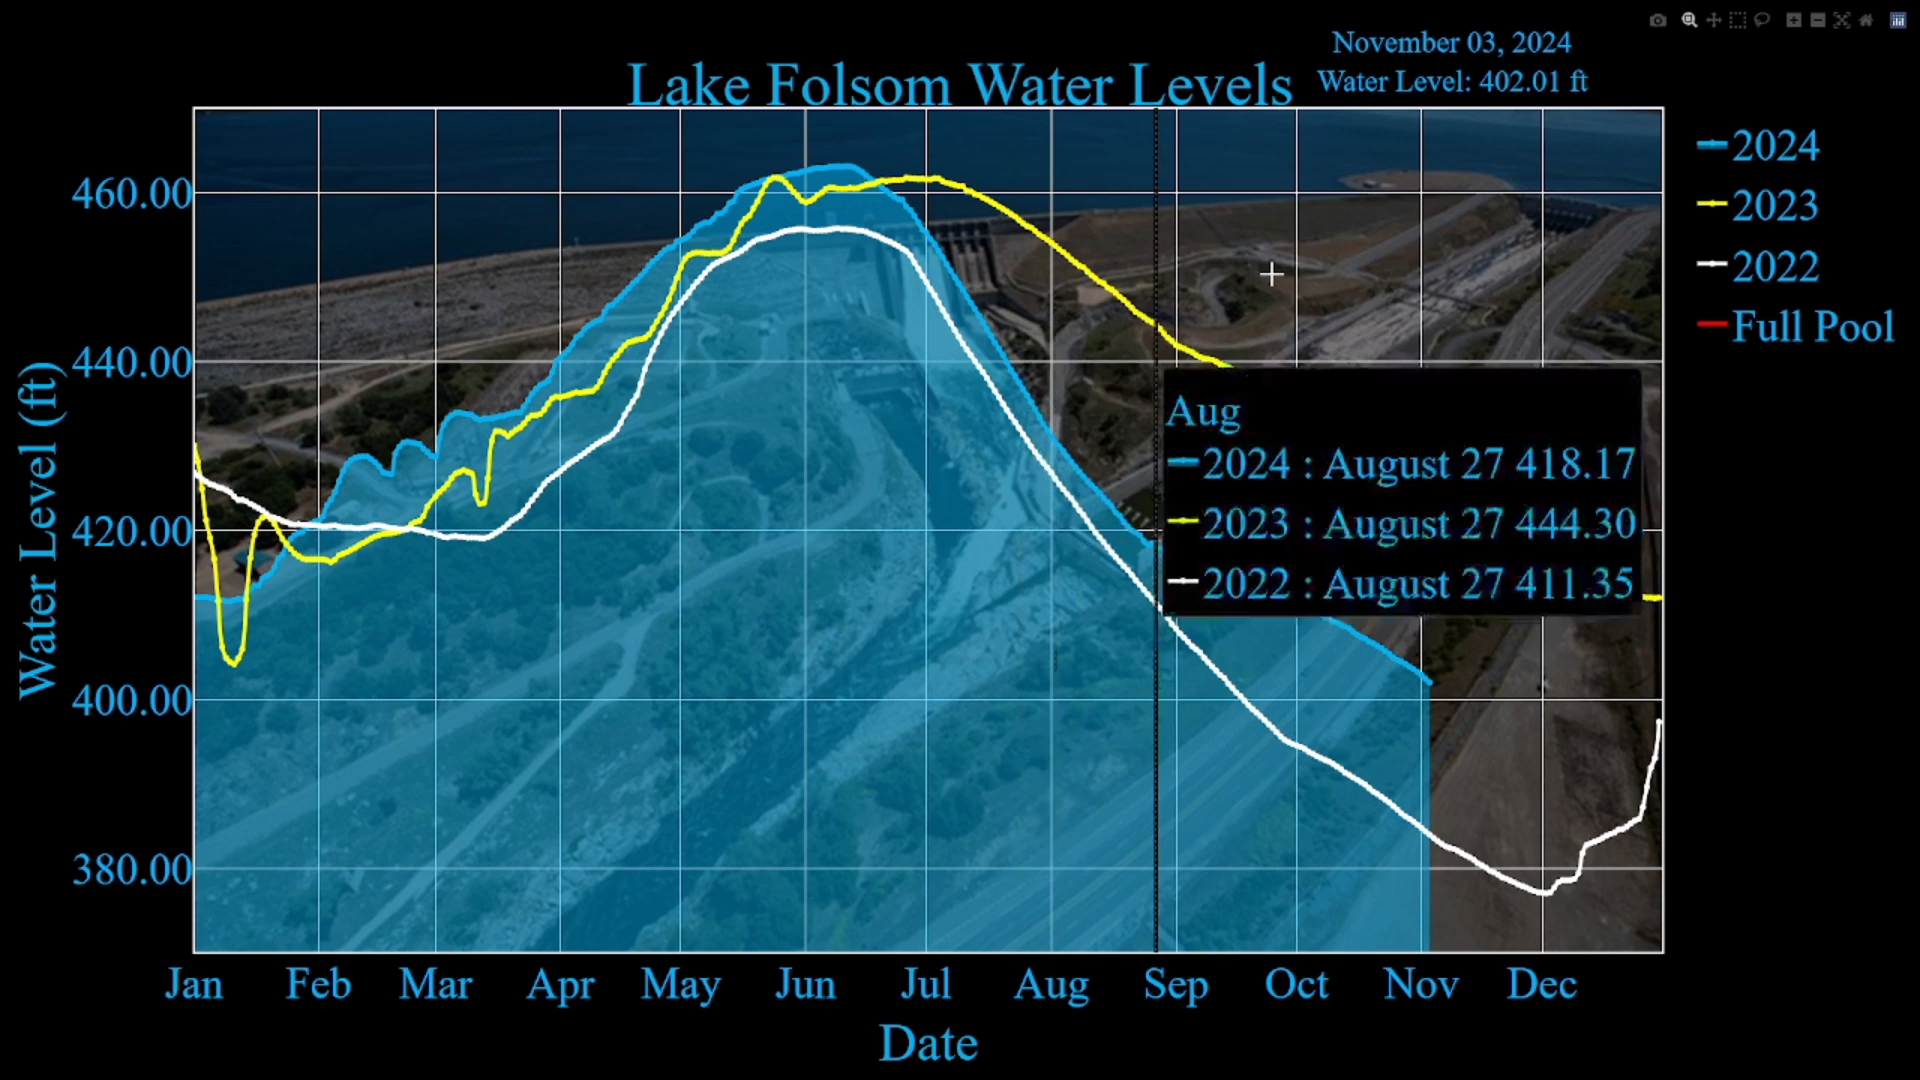 November 03, 2024
Lake Folsom Water Levels
Water Level: 402.01 ft
2024
2023
2022
Full Pool
Water Level (ft)
460.00
440.00
420.00
400.00
380.00
Aug
2024 : August 27 418.17
2023 : August 27 444.30
2022 : August 27 411.35
Jan Feb Mar Apr May Jun Jul Aug Sep Oct Nov Dec
Date